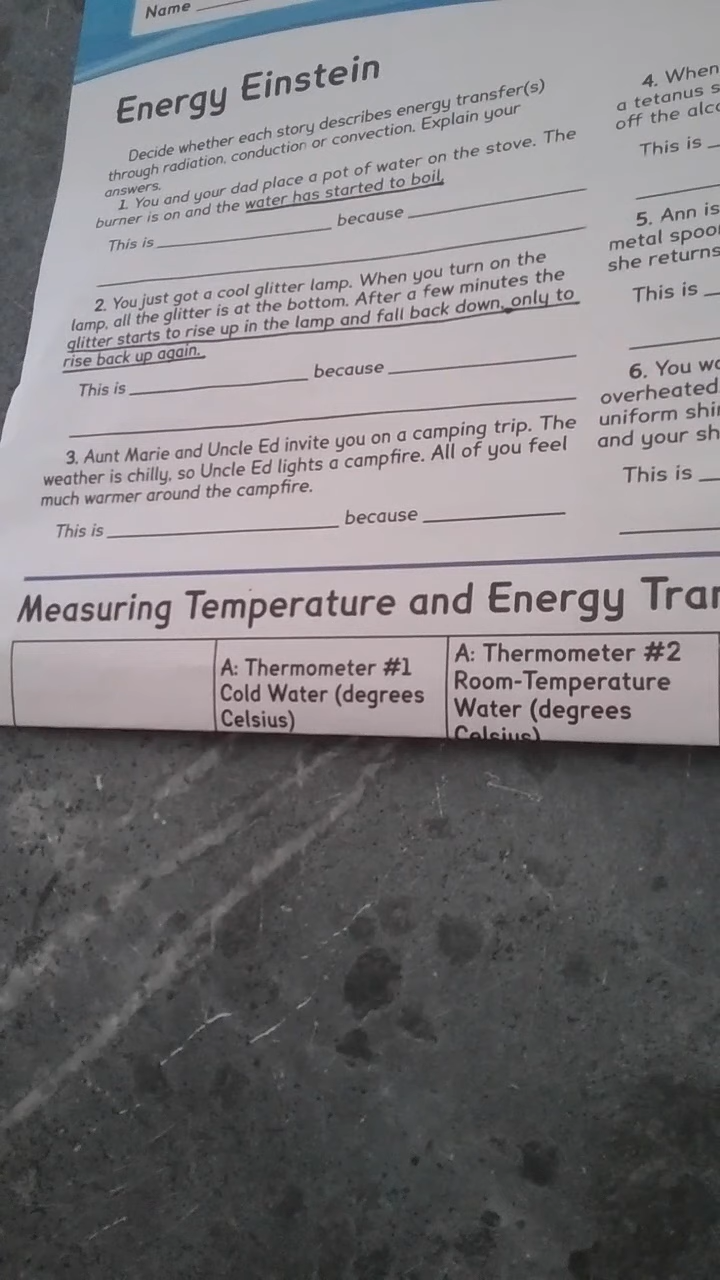 Name
Energy Einstein
Decide whether each story describes energy transfer(s)
through radiation, conduction or convection. Explain your
answers.
1. You and your dad place a pot of water on the stove. The
burner is on and the water has started to boil.
This is because
2. You just got a cool glitter lamp. When you turn on the
lamp, all the glitter is at the bottom. After a few minutes the
glitter starts to rise up in the lamp and fall back down, only to
rise back up again.
This is because
3. Aunt Marie and Uncle Ed invite you on a camping trip. The
weather is chilly, so Uncle Ed lights a campfire. All of you feel
much warmer around the campfire.
This is because
4. When
a tetanus
off the
This is
5. Ann is
metal
she returns
This is
6. You
overheated
uniform
and your
This is
Measuring Temperature and Energy
A: Thermometer #1
Cold Water (degrees
Celsius)
A: Thermometer #2
Room-Temperature
Water (degrees
Celsius)